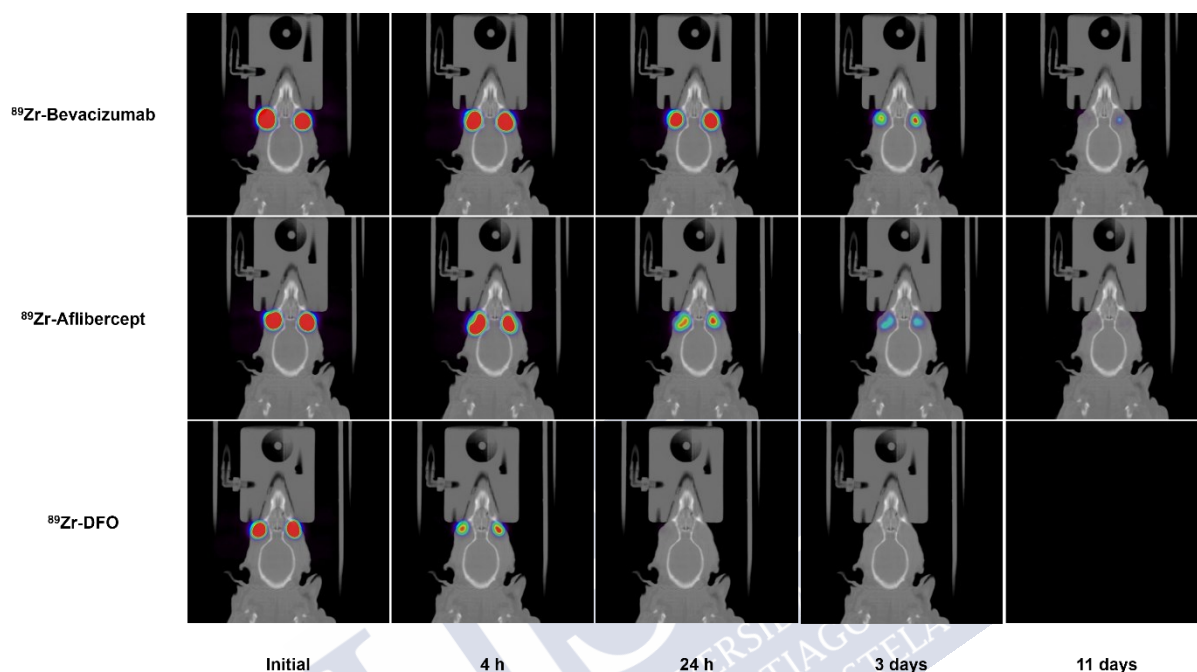 ⁸⁹Zr-Bevacizumab
⁸⁹Zr-Aflibercept
⁸⁹Zr-DFO
Initial 4 h 24 h 3 days 11 days